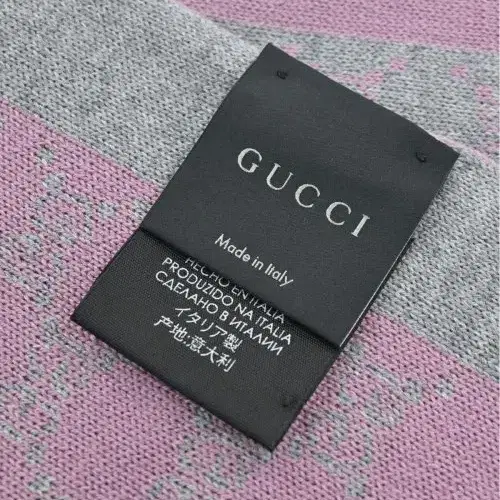 GUCCI
Made in Italy
HECHO EN ITALIA
PRODUZIDO NA ITALIA
СДЕЛАНО В ИТАЛИИ
イタリア製
产地:意大利